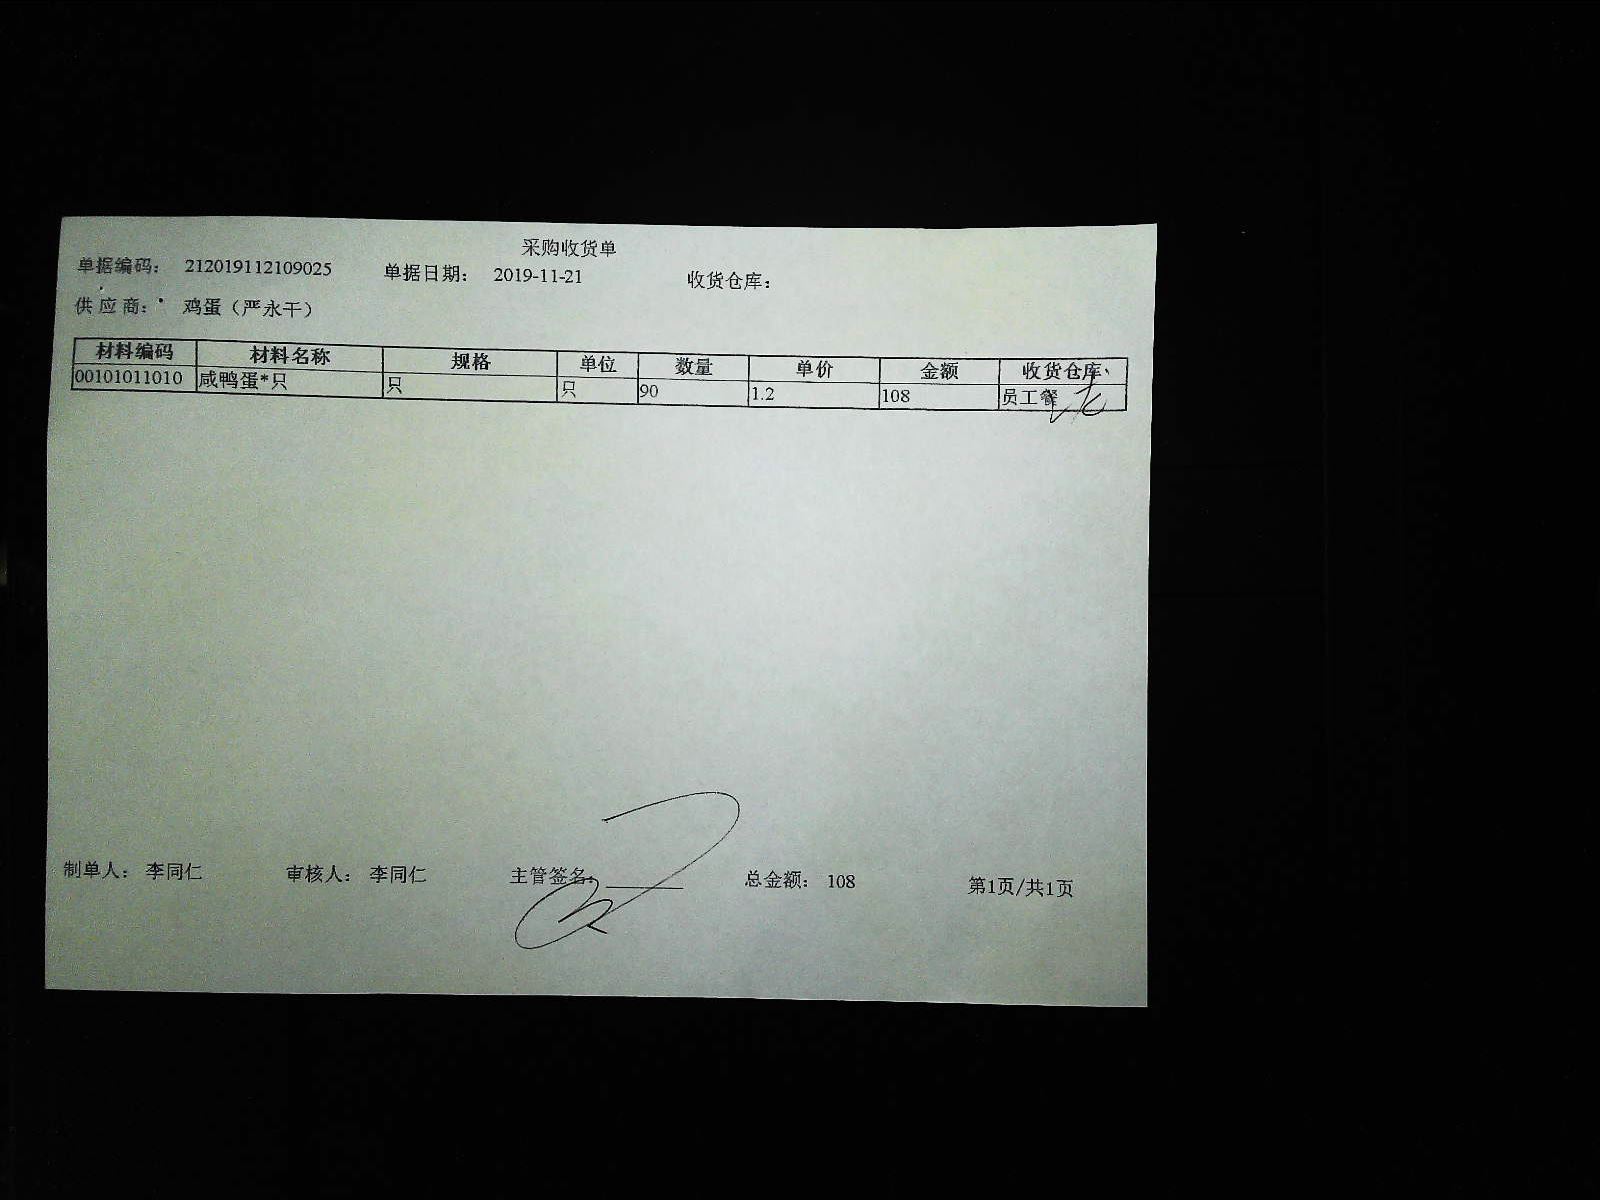 采购收货单
单据编码： 212019112109025 单据日期： 2019-11-21 收货仓库：
供应商： 鸡蛋（严永干）
材料编码 材料名称 规格 单位 数量 单价 金额 收货仓库
00101011010 咸鸭蛋*只 只 只 90 1.2 108 员工餐
制单人： 李同仁 审核人： 李同仁 主管签名： 总金额： 108 第1页/共1页